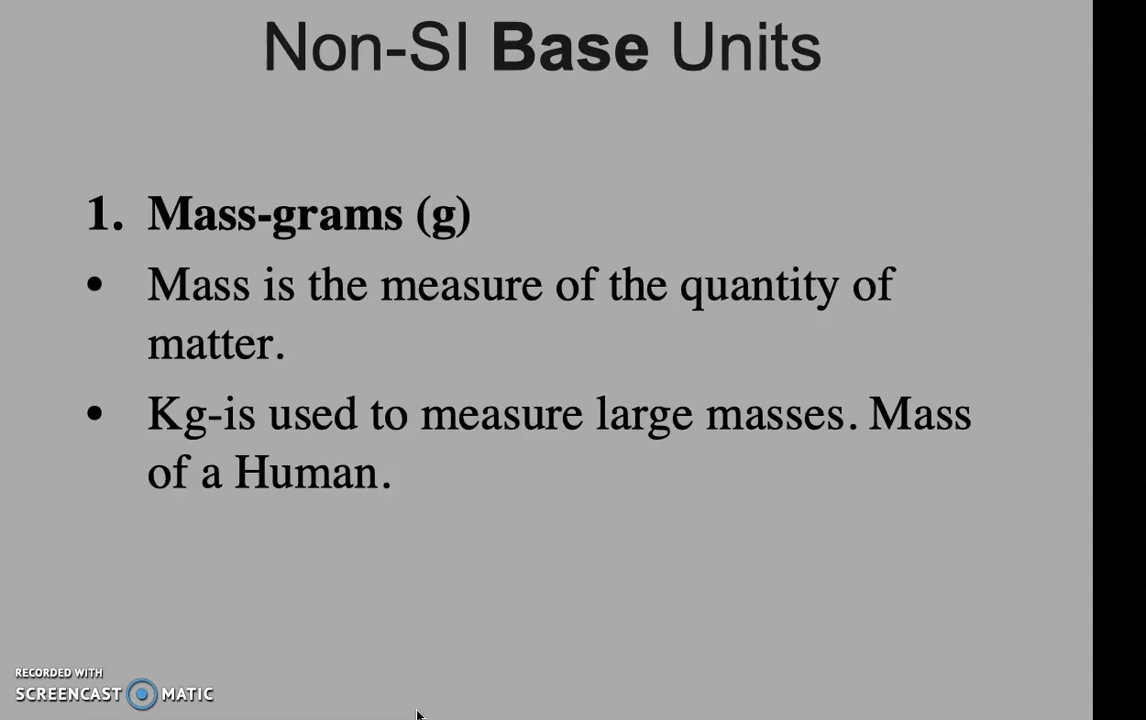 Non-SI Base Units
1. Mass-grams (g)
• Mass is the measure of the quantity of
matter.
• Kg-is used to measure large masses. Mass
of a Human.
RECORDED WITH
SCREENCAST MATIC